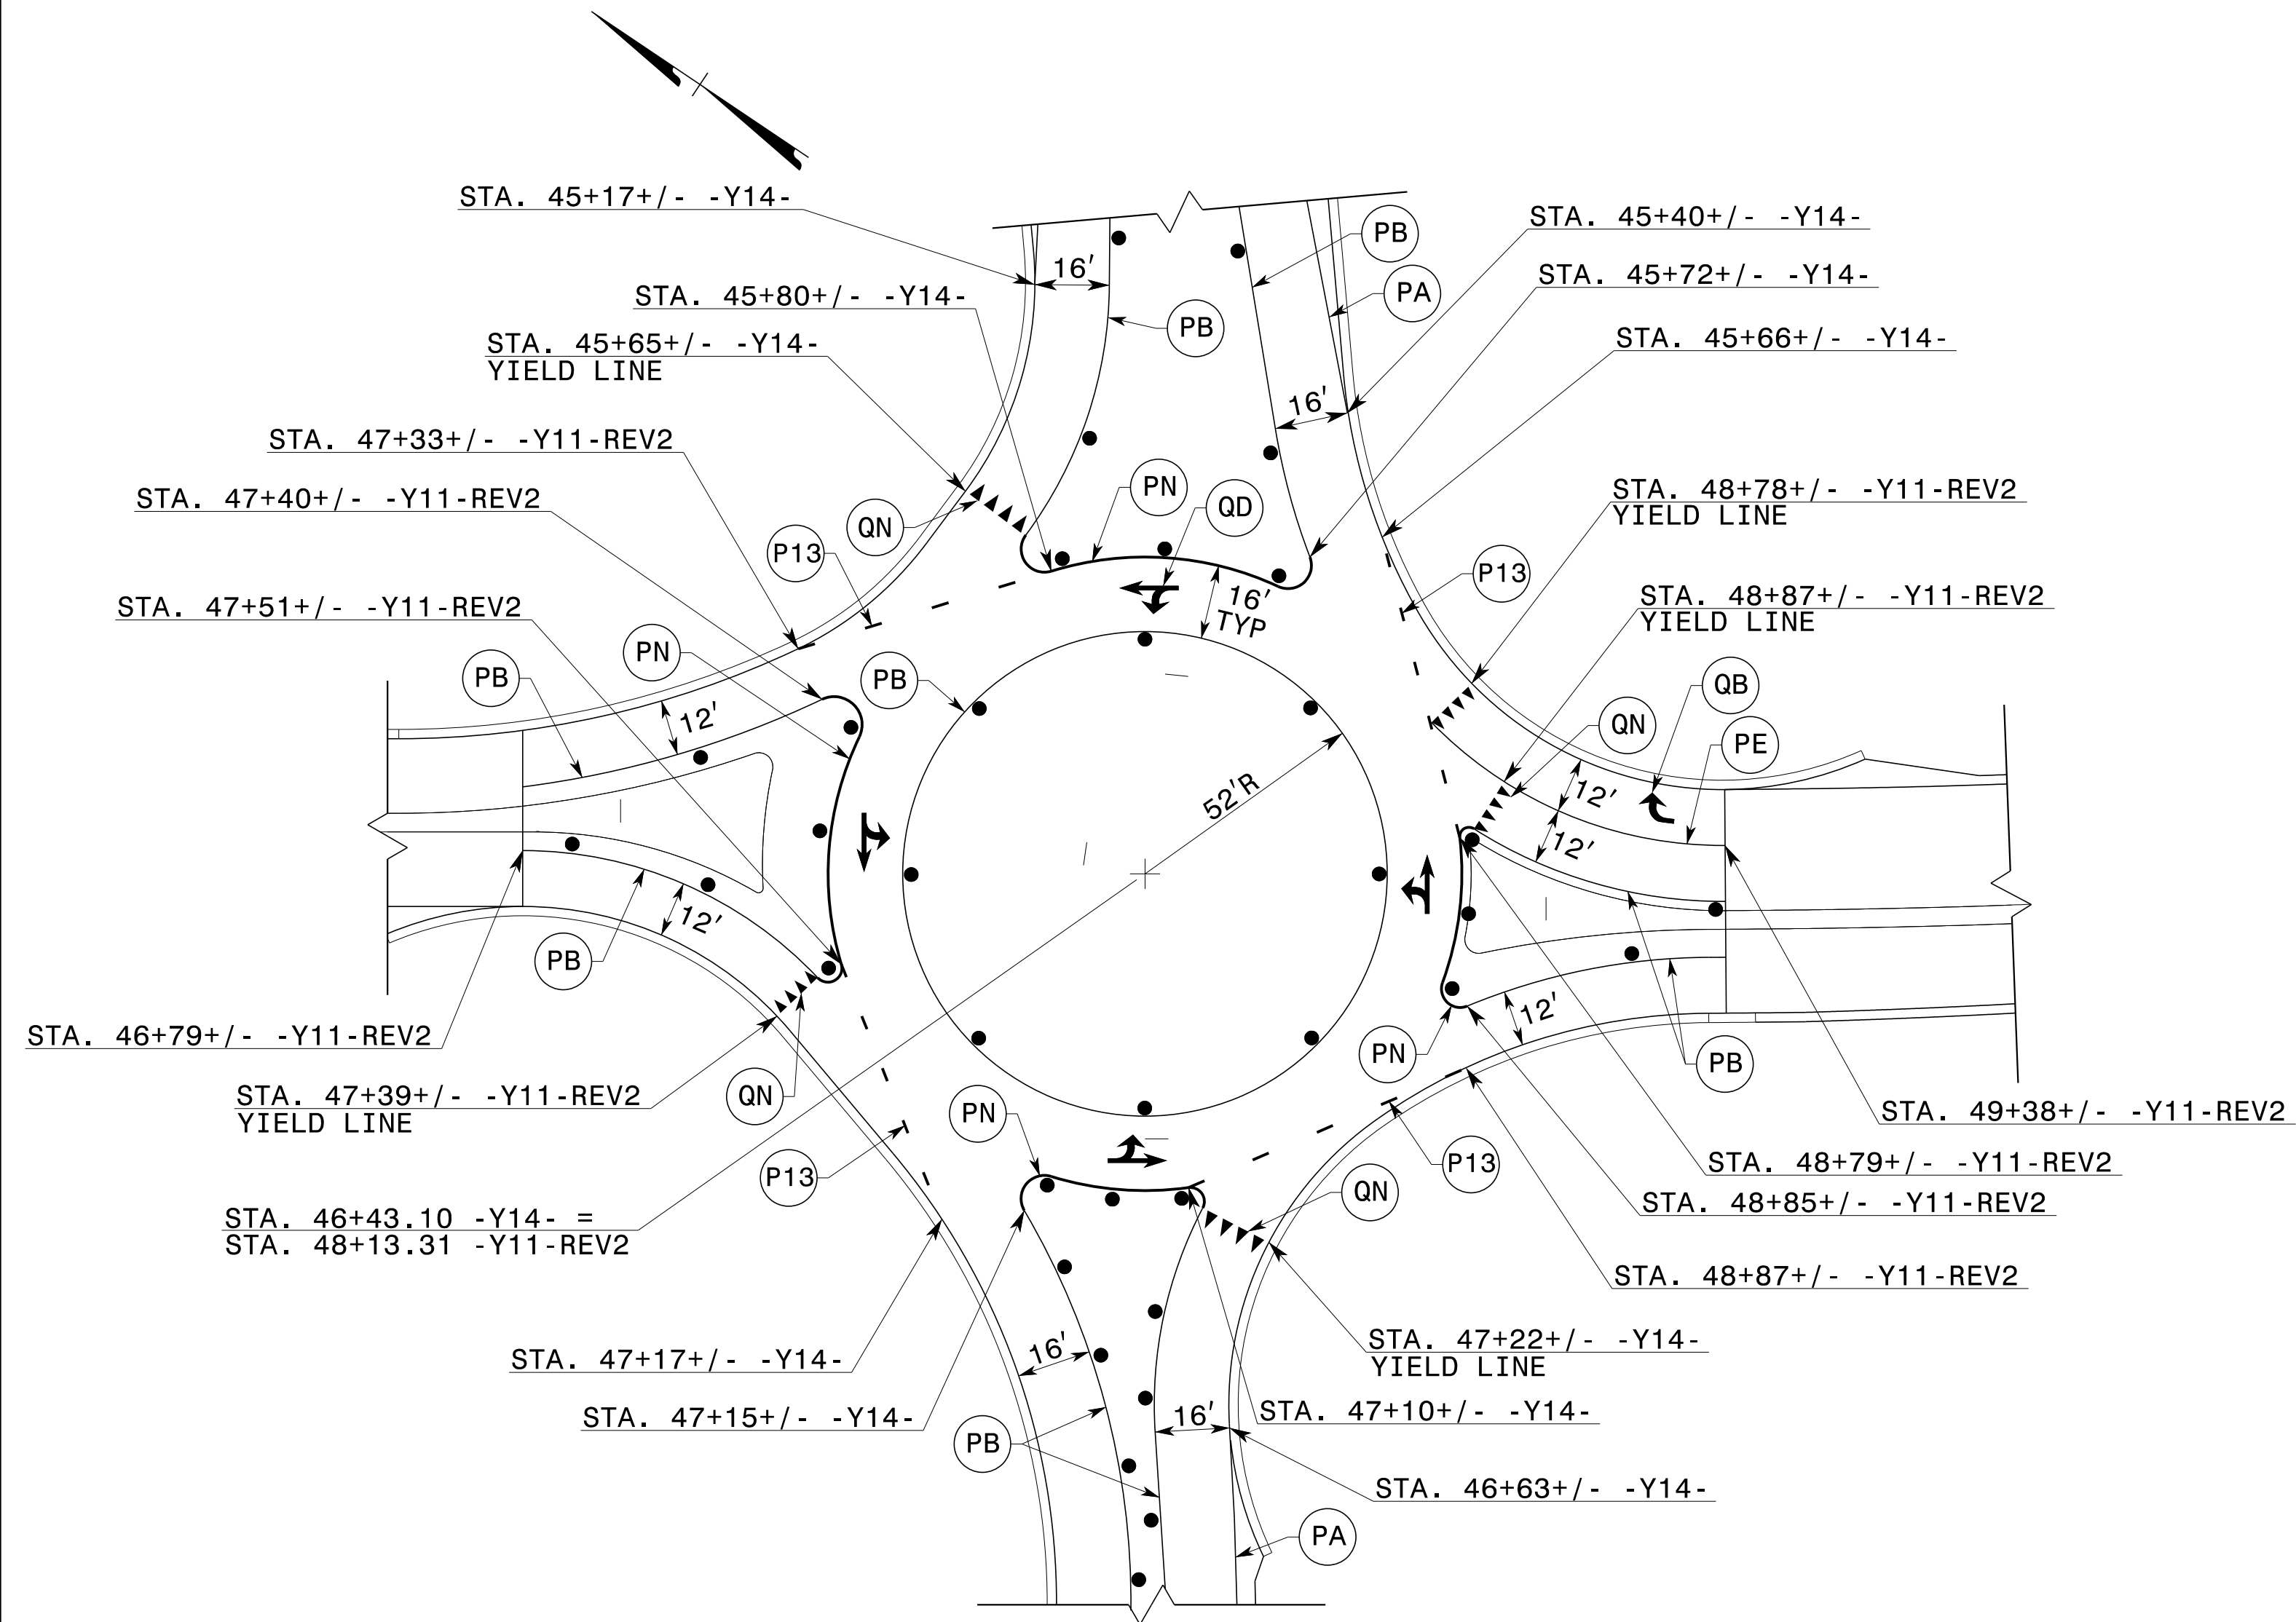 STA. 45+17+/- -Y14-
STA. 45+40+/- -Y14-
PB
16'
STA. 45+72+/- -Y14-
PA
STA. 45+80+/- -Y14-
PB
STA. 45+66+/- -Y14-
STA. 45+65+/- -Y14-
YIELD LINE
16'
STA. 47+33+/- -Y11-REV2
PN
STA. 48+78+/- -Y11-REV2
YIELD LINE
STA. 47+40+/- -Y11-REV2
QD
QN
P13
P13
16'
TYP
STA. 48+87+/- -Y11-REV2
YIELD LINE
STA. 47+51+/- -Y11-REV2
PN
PB
PB
QB
12'
QN
PE
52'R
12'
12'
12'
PB
12'
STA. 46+79+/- -Y11-REV2
PN
PB
STA. 47+39+/- -Y11-REV2
YIELD LINE
QN
PN
STA. 49+38+/- -Y11-REV2
P13
P13
STA. 48+79+/- -Y11-REV2
QN
STA. 48+85+/- -Y11-REV2
STA. 46+43.10 -Y14- =
STA. 48+13.31 -Y11-REV2
STA. 48+87+/- -Y11-REV2
STA. 47+22+/- -Y14-
YIELD LINE
STA. 47+17+/- -Y14-
16'
STA. 47+15+/- -Y14-
16'
STA. 47+10+/- -Y14-
PB
STA. 46+63+/- -Y14-
PA